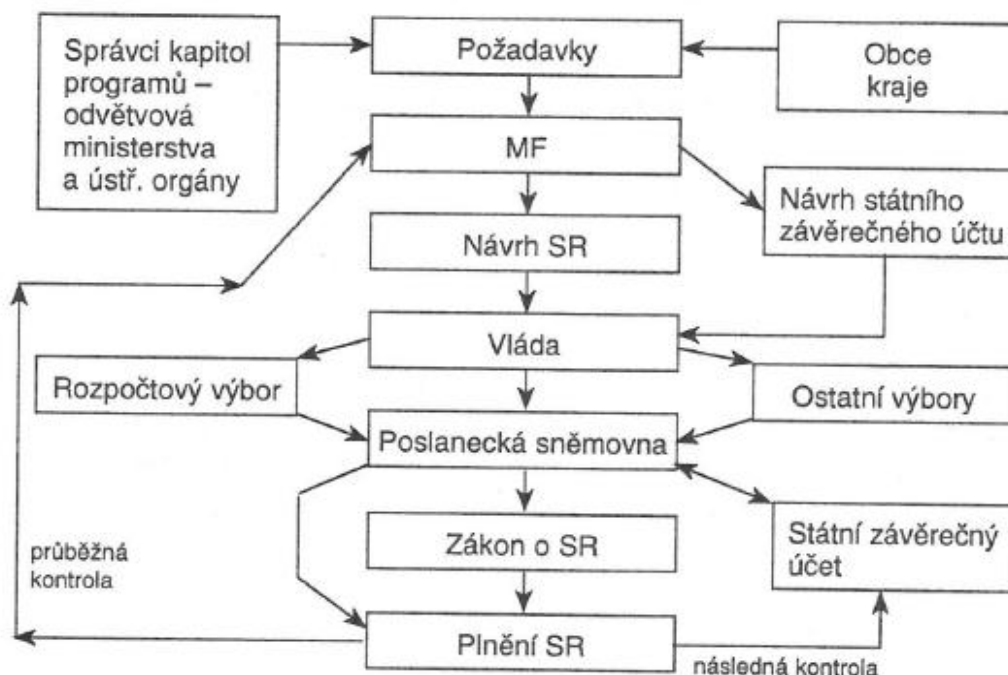 Správci kapitol
programů –
odvětvová
ministerstva
a ústř. orgány
Požadavky
Obce
kraje
MF
Návrh státního
závěrečného účtu
Návrh SR
Vláda
Rozpočtový výbor
Ostatní výbory
Poslanecká sněmovna
Zákon o SR
Státní závěrečný
účet
průběžná
kontrola
Plnění SR
následná kontrola